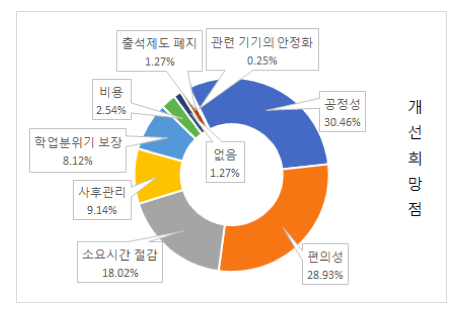 출석제도 폐지
1.27%
관련 기기의 안정화
0.25%
비용
2.54%
공정성
30.46%
학업분위기 보장
8.12%
없음
1.27%
사후관리
9.14%
소요시간 절감
18.02%
편의성
28.93%
개
선
희
망
점